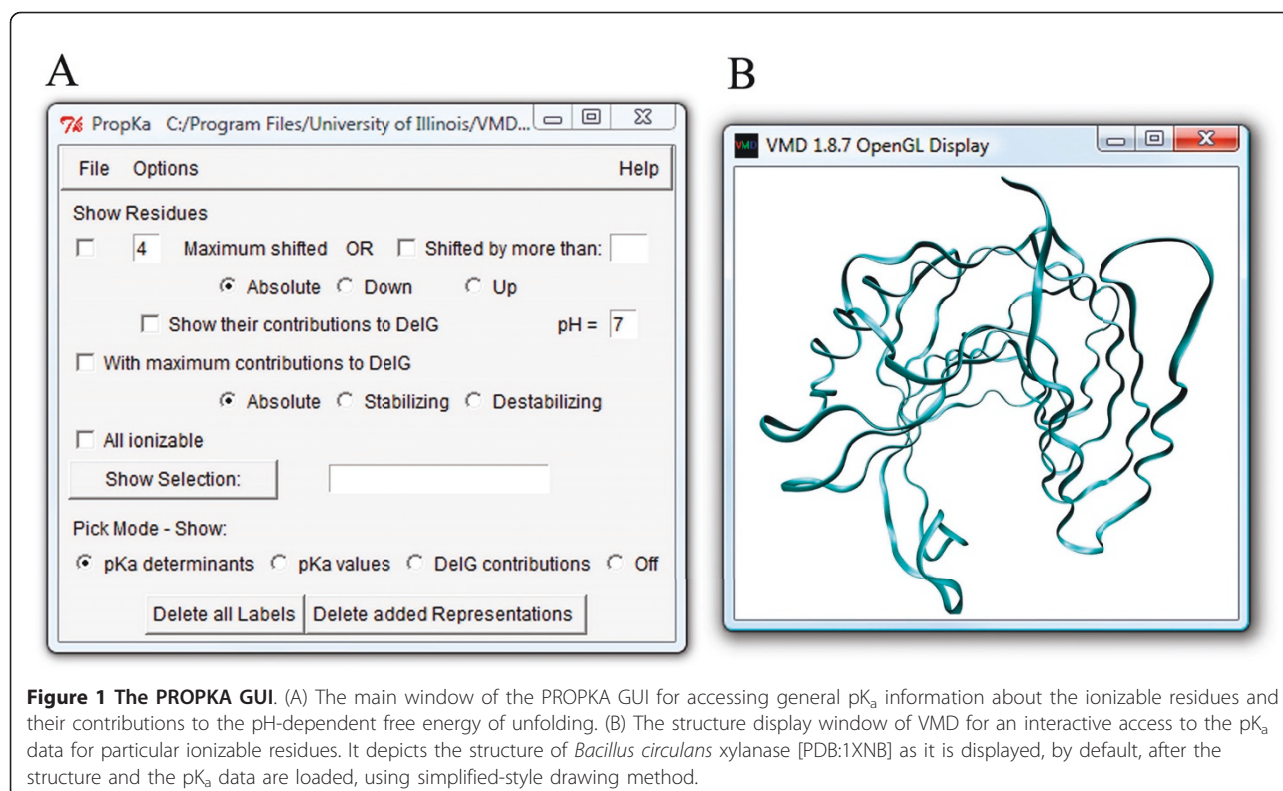 A
B
PropKa C:/Program Files/University of Illinois/VMD...
VMD 1.8.7 OpenGL Display
File Options Help
Show Residues
4 Maximum shifted OR Shifted by more than:
Absolute Down Up
Show their contributions to DelG pH = 7
With maximum contributions to DelG
Absolute Stabilizing Destabilizing
All ionizable
Show Selection:
Pick Mode - Show:
pKa determinants pKa values DelG contributions Off
Delete all Labels Delete added Representations
Figure 1 The PROPKA GUI. (A) The main window of the PROPKA GUI for accessing general pKa information about the ionizable residues and
their contributions to the pH-dependent free energy of unfolding. (B) The structure display window of VMD for an interactive access to the pKa
data for particular ionizable residues. It depicts the structure of Bacillus circulans xylanase [PDB:1XNB] as it is displayed, by default, after the
structure and the pKa data are loaded, using simplified-style drawing method.